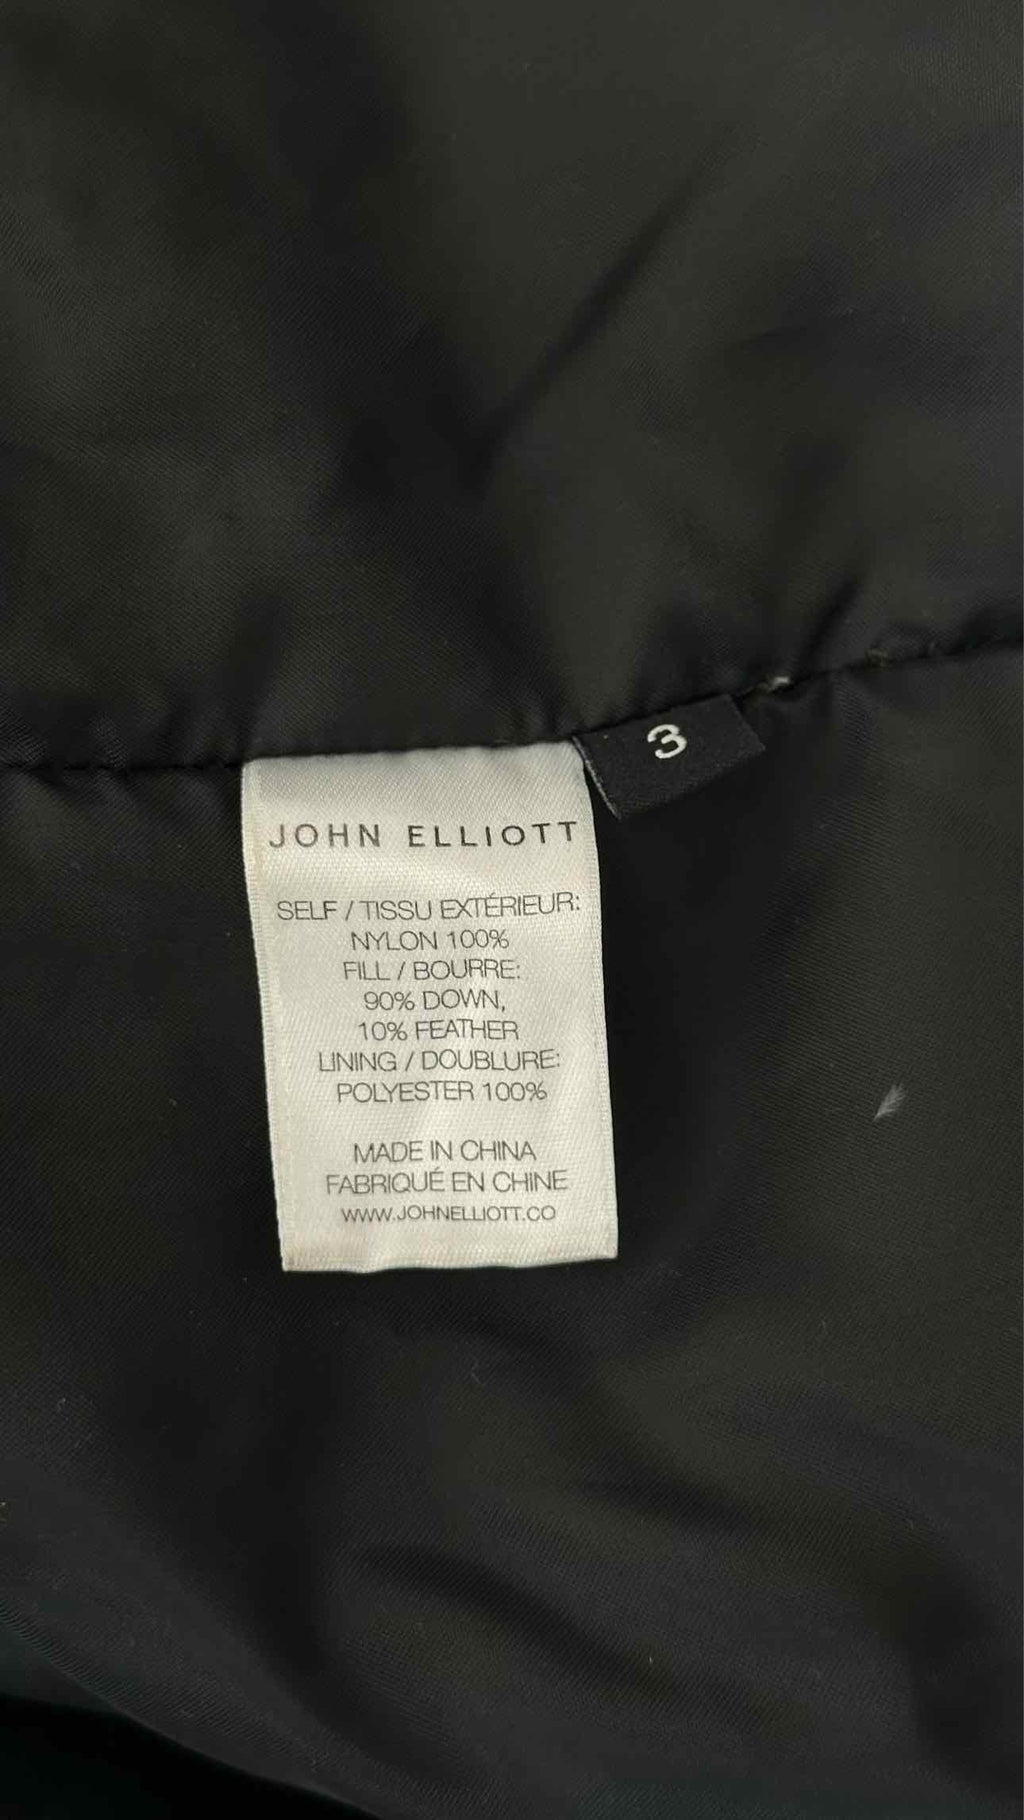 3
JOHN ELLIOTT
SELF / TISSU EXTÉRIEUR:
NYLON 100%
FILL / BOURRE:
90% DOWN,
10% FEATHER
LINING / DOUBLURE:
POLYESTER 100%
MADE IN CHINA
FABRIQUÉ EN CHINE
WWW.JOHNELLIOTT.CO